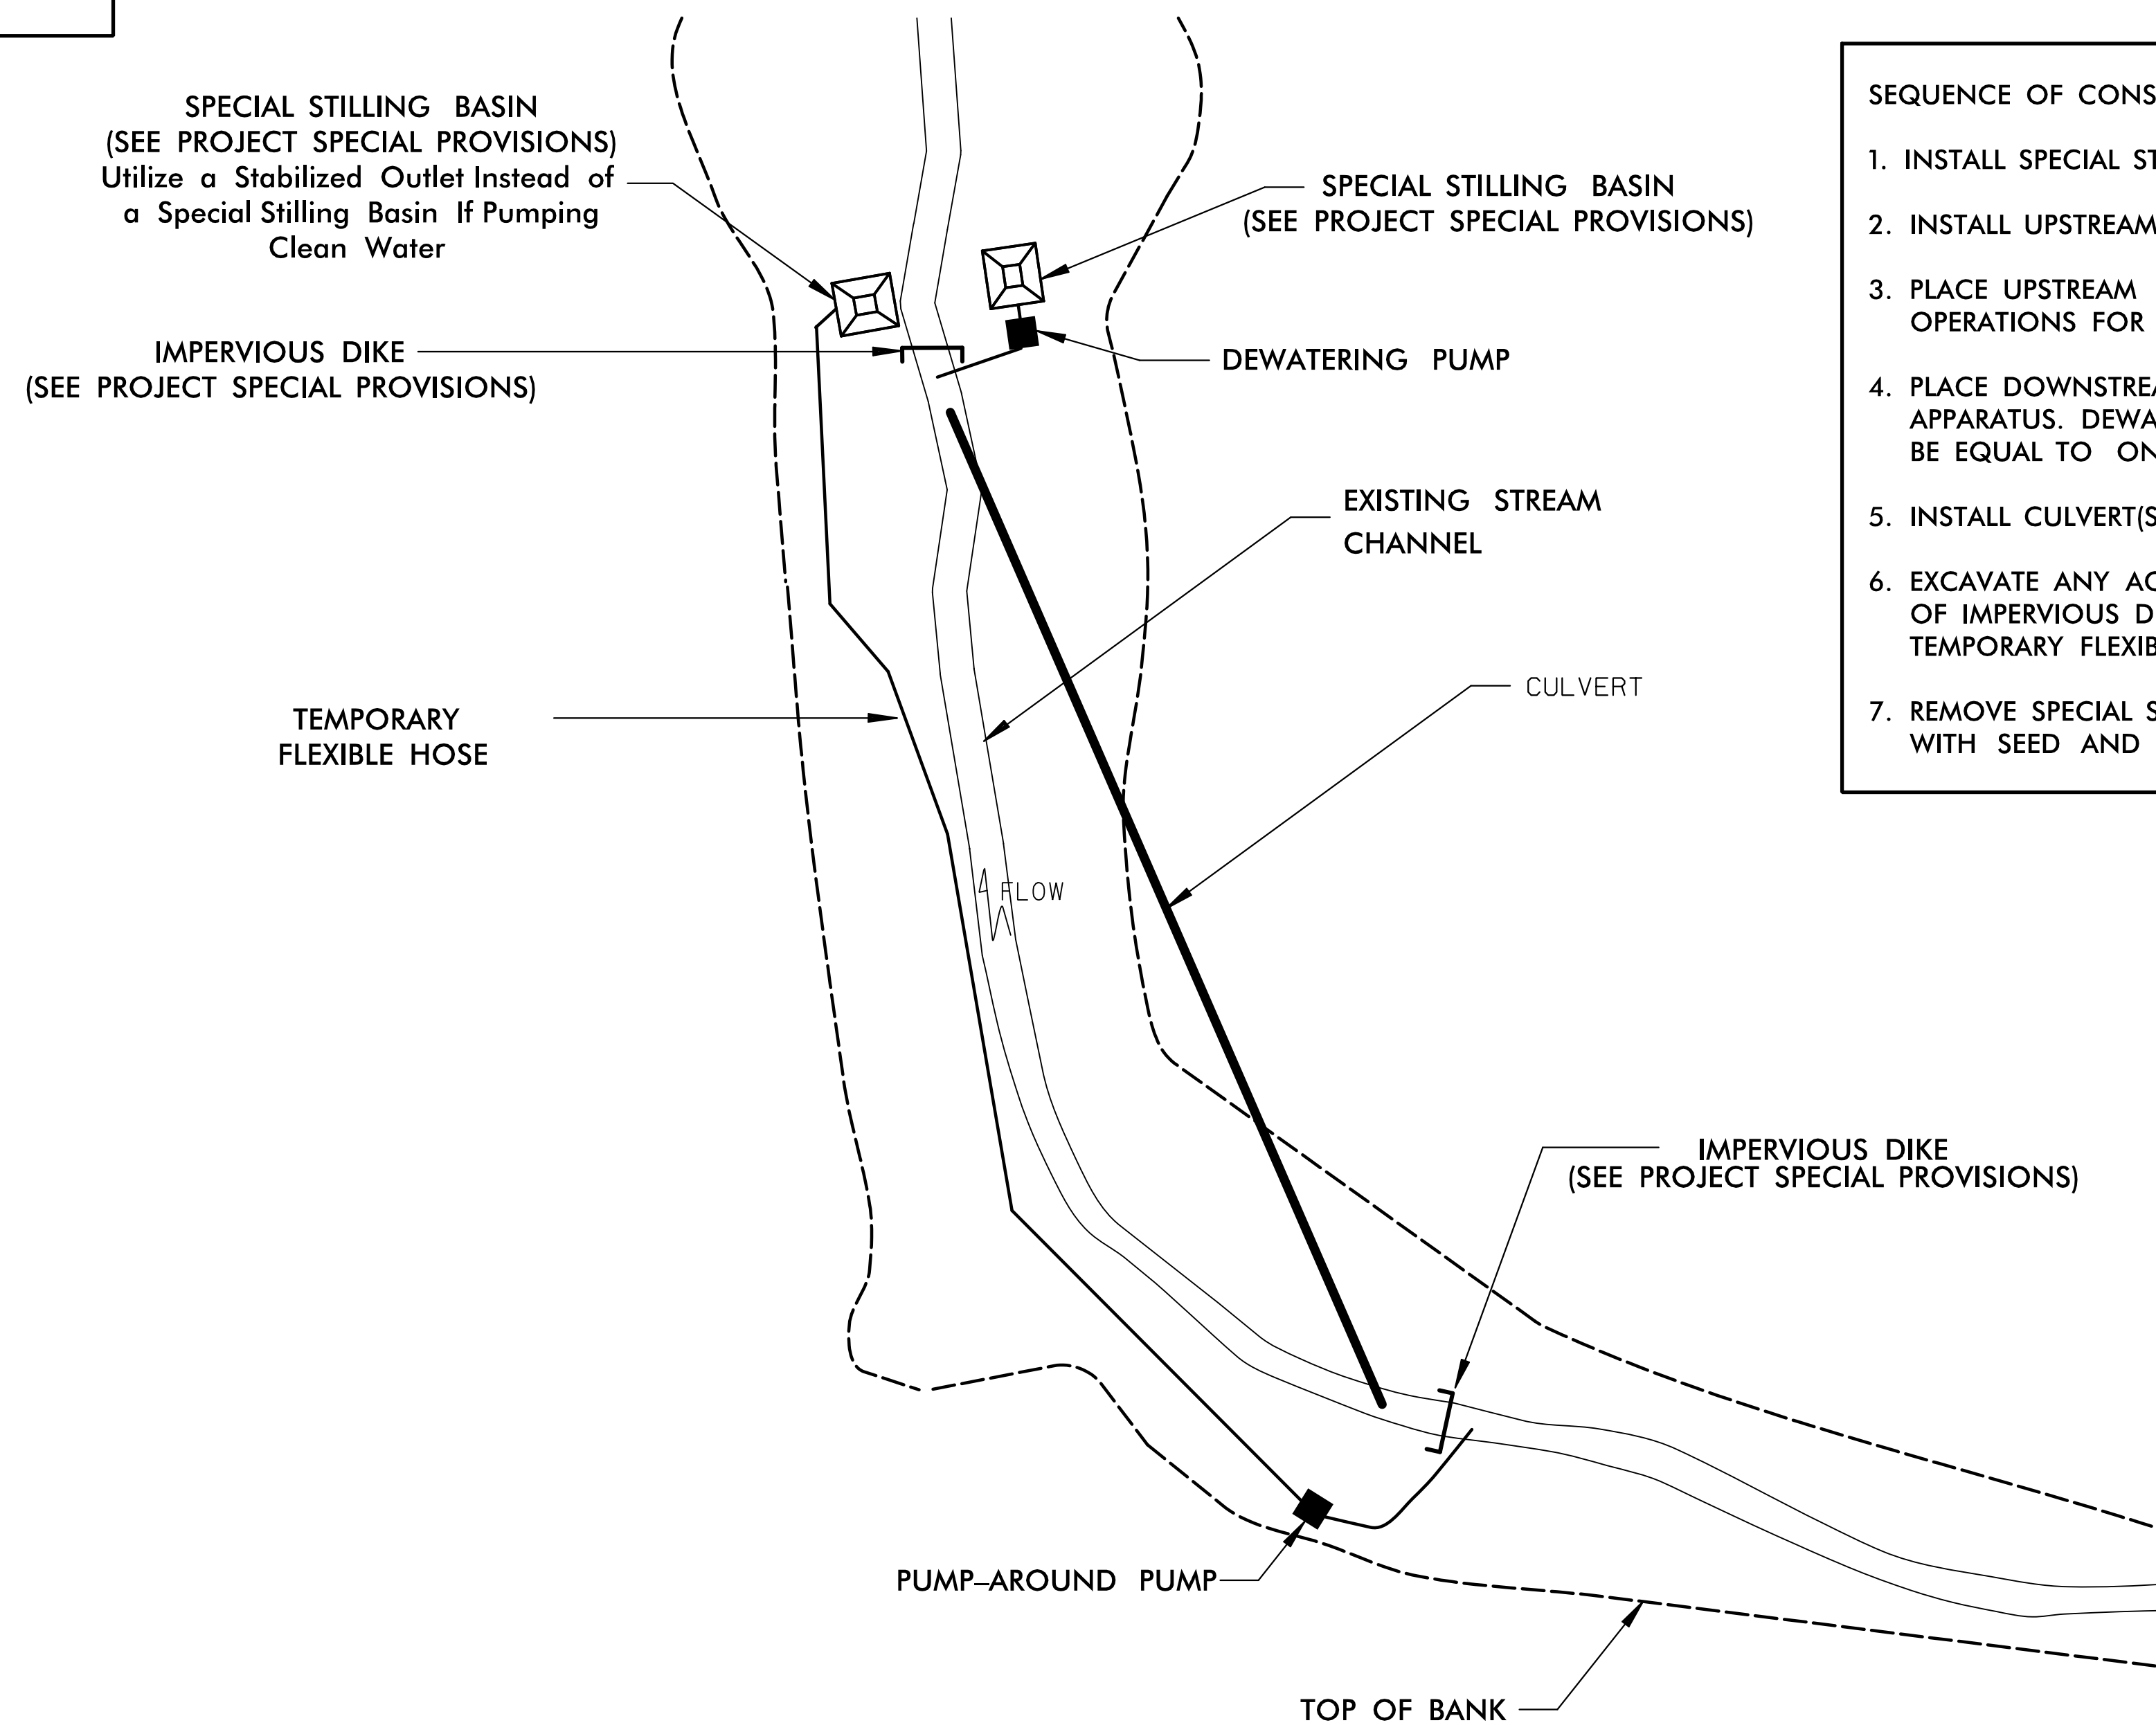 SPECIAL STILLING BASIN
(SEE PROJECT SPECIAL PROVISIONS)
Utilize a Stabilized Outlet Instead of
a Special Stilling Basin If Pumping
Clean Water
SPECIAL STILLING BASIN
(SEE PROJECT SPECIAL PROVISIONS)
IMPERVIOUS DIKE
(SEE PROJECT SPECIAL PROVISIONS)
DEWATERING PUMP
EXISTING STREAM
CHANNEL
CULVERT
TEMPORARY
FLEXIBLE HOSE
FLOW
IMPERVIOUS DIKE
(SEE PROJECT SPECIAL PROVISIONS)
PUMP-AROUND PUMP
TOP OF BANK
SEQUENCE OF CONS
1. INSTALL SPECIAL ST
2. INSTALL UPSTREAM
3. PLACE UPSTREAM
OPERATIONS FOR
4. PLACE DOWNSTREA
APPARATUS. DEWA
BE EQUAL TO ON
5. INSTALL CULVERT(S
6. EXCAVATE ANY AC
OF IMPERVIOUS D
TEMPORARY FLEXIB
7. REMOVE SPECIAL S
WITH SEED AND